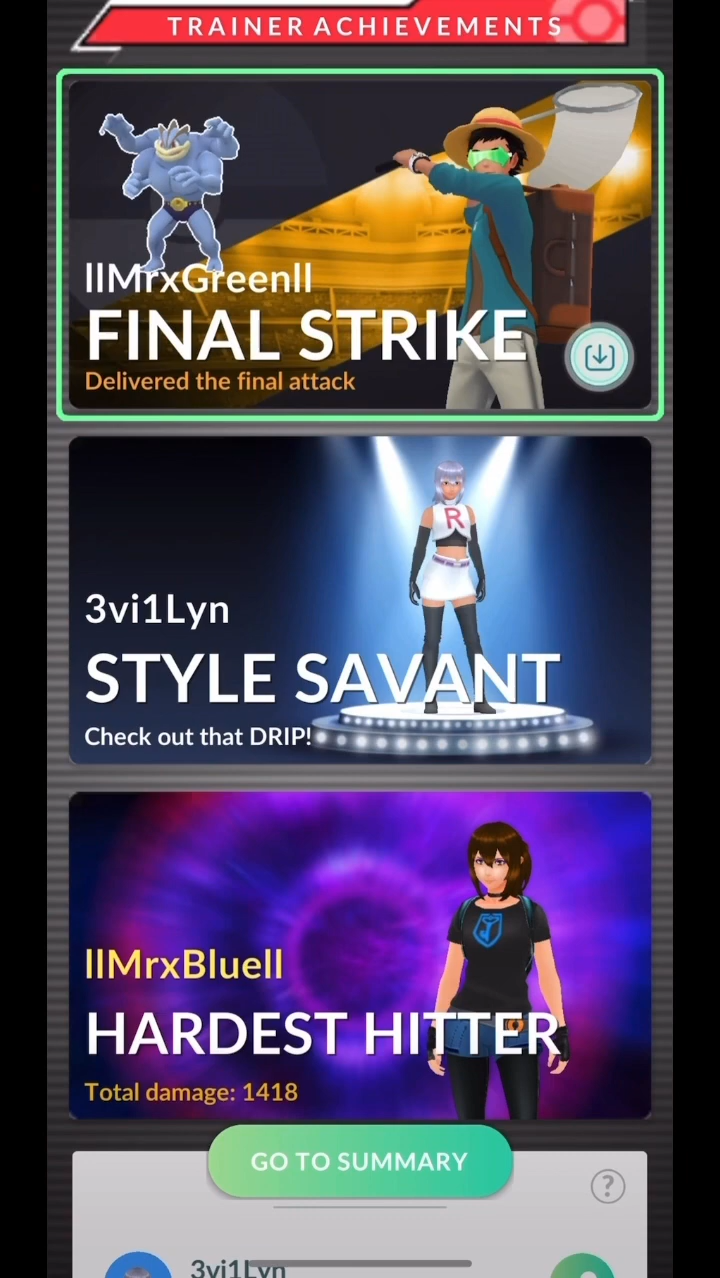 TRAINER ACHIEVEMENTS
llMrxGreenll
FINAL STRIKE
Delivered the final attack
R
3vi1Lyn
STYLE SAVANT
Check out that DRIP!
llMrxBluell
HARDEST HITTER
Total damage: 1418
GO TO SUMMARY
?
3vi1Lyn